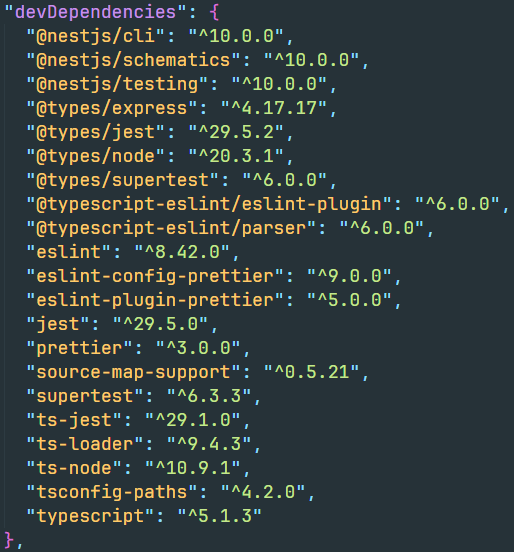 "devDependencies": {
"@nestjs/cli": "^10.0.0",
"@nestjs/schematics": "^10.0.0",
"@nestjs/testing": "^10.0.0",
"@types/express": "^4.17.17",
"@types/jest": "^29.5.2",
"@types/node": "^20.3.1",
"@types/supertest": "^6.0.0",
"@typescript-eslint/eslint-plugin": "^6.0.0",
"@typescript-eslint/parser": "^6.0.0",
"eslint": "^8.42.0",
"eslint-config-prettier": "^9.0.0",
"eslint-plugin-prettier": "^5.0.0",
"jest": "^29.5.0",
"prettier": "^3.0.0",
"source-map-support": "^0.5.21",
"supertest": "^6.3.3",
"ts-jest": "^29.1.0",
"ts-loader": "^9.4.3",
"ts-node": "^10.9.1",
"tsconfig-paths": "^4.2.0",
"typescript": "^5.1.3"
},